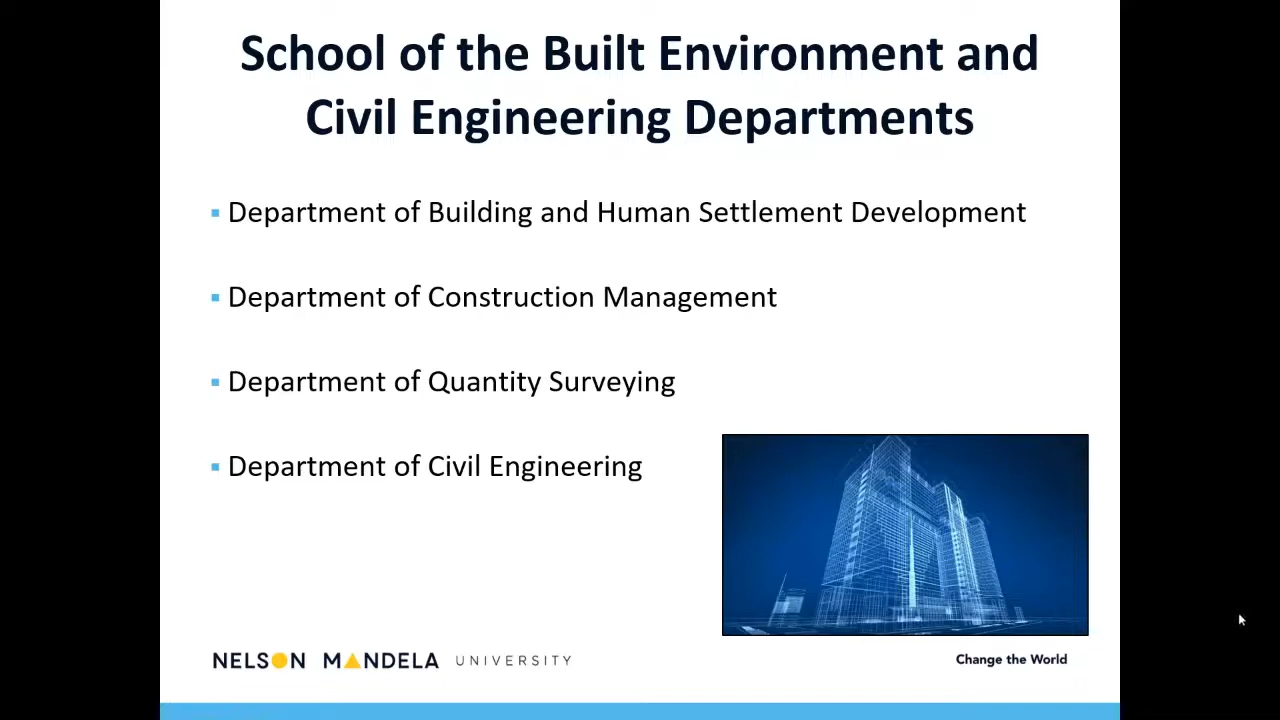 School of the Built Environment and
Civil Engineering Departments
Department of Building and Human Settlement Development
Department of Construction Management
Department of Quantity Surveying
Department of Civil Engineering
NELSON MANDELA UNIVERSITY
Change the World